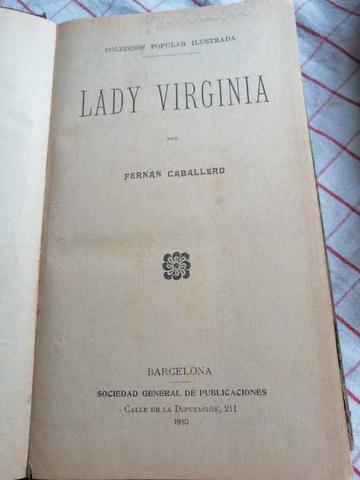 COLECCIÓN POPULAR ILUSTRADA
LADY VIRGINIA
POR
FERNÁN CABALLERO
BARCELONA
SOCIEDAD GENERAL DE PUBLICACIONES
- CALLE DE LA DIPUTACIÓN, 211
1910